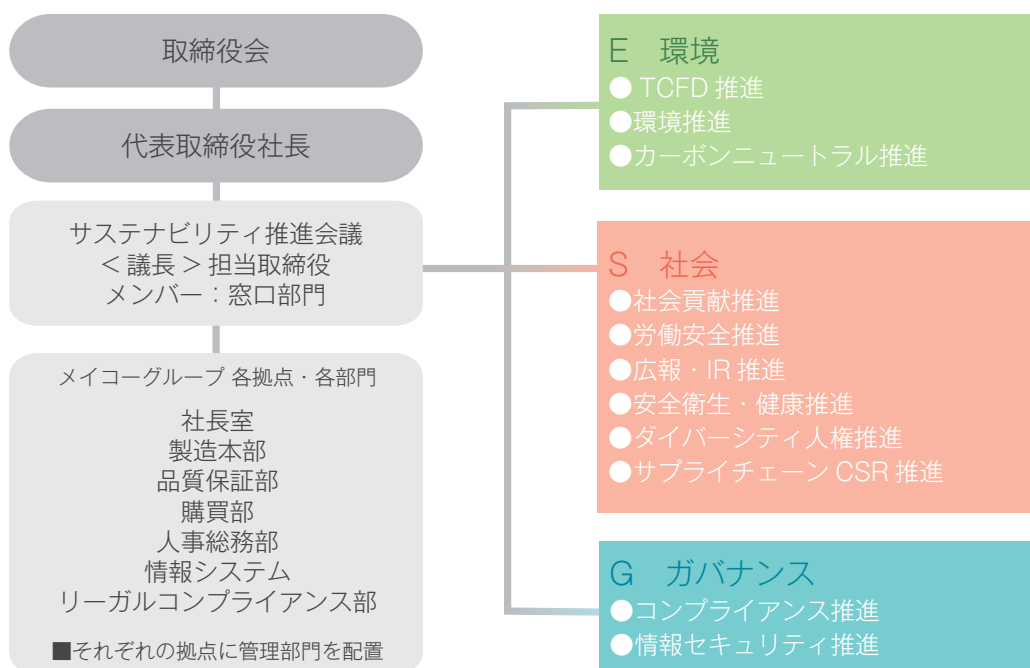 取締役会
代表取締役社長
サステナビリティ推進会議
＜議長＞担当取締役
メンバー：窓口部門
メイコーグループ 各拠点・各部門
社長室
製造本部
品質保証部
購買部
人事総務部
情報システム
リーガルコンプライアンス部
■それぞれの拠点に管理部門を配置
E　環境
●TCFD 推進
●環境推進
●カーボンニュートラル推進
S　社会
●社会貢献推進
●労働安全推進
●広報・IR 推進
●安全衛生・健康推進
●ダイバーシティ人権推進
●サプライチェーン CSR 推進
G　ガバナンス
●コンプライアンス推進
●情報セキュリティ推進